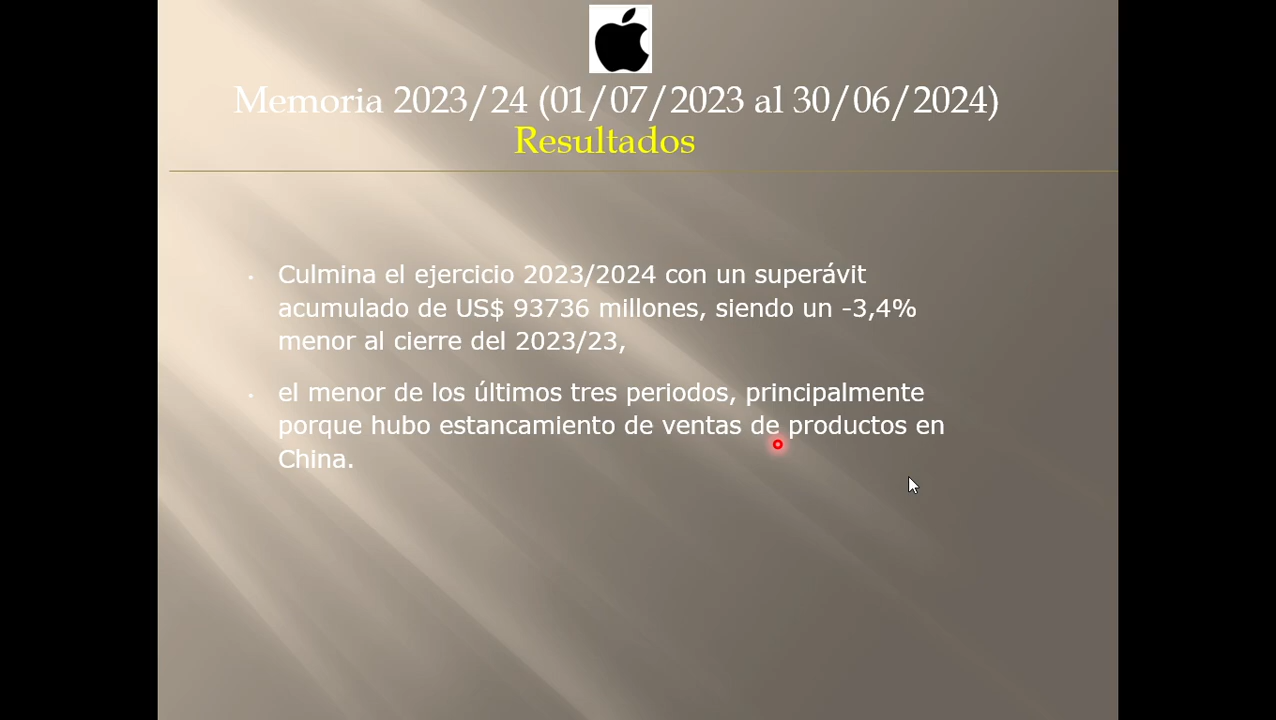 Memoria 2023/24 (01/07/2023 al 30/06/2024)
Resultados
• Culmina el ejercicio 2023/2024 con un superávit
acumulado de US$ 93736 millones, siendo un -3,4%
menor al cierre del 2023/23,
• el menor de los últimos tres periodos, principalmente
porque hubo estancamiento de ventas de productos en
China.